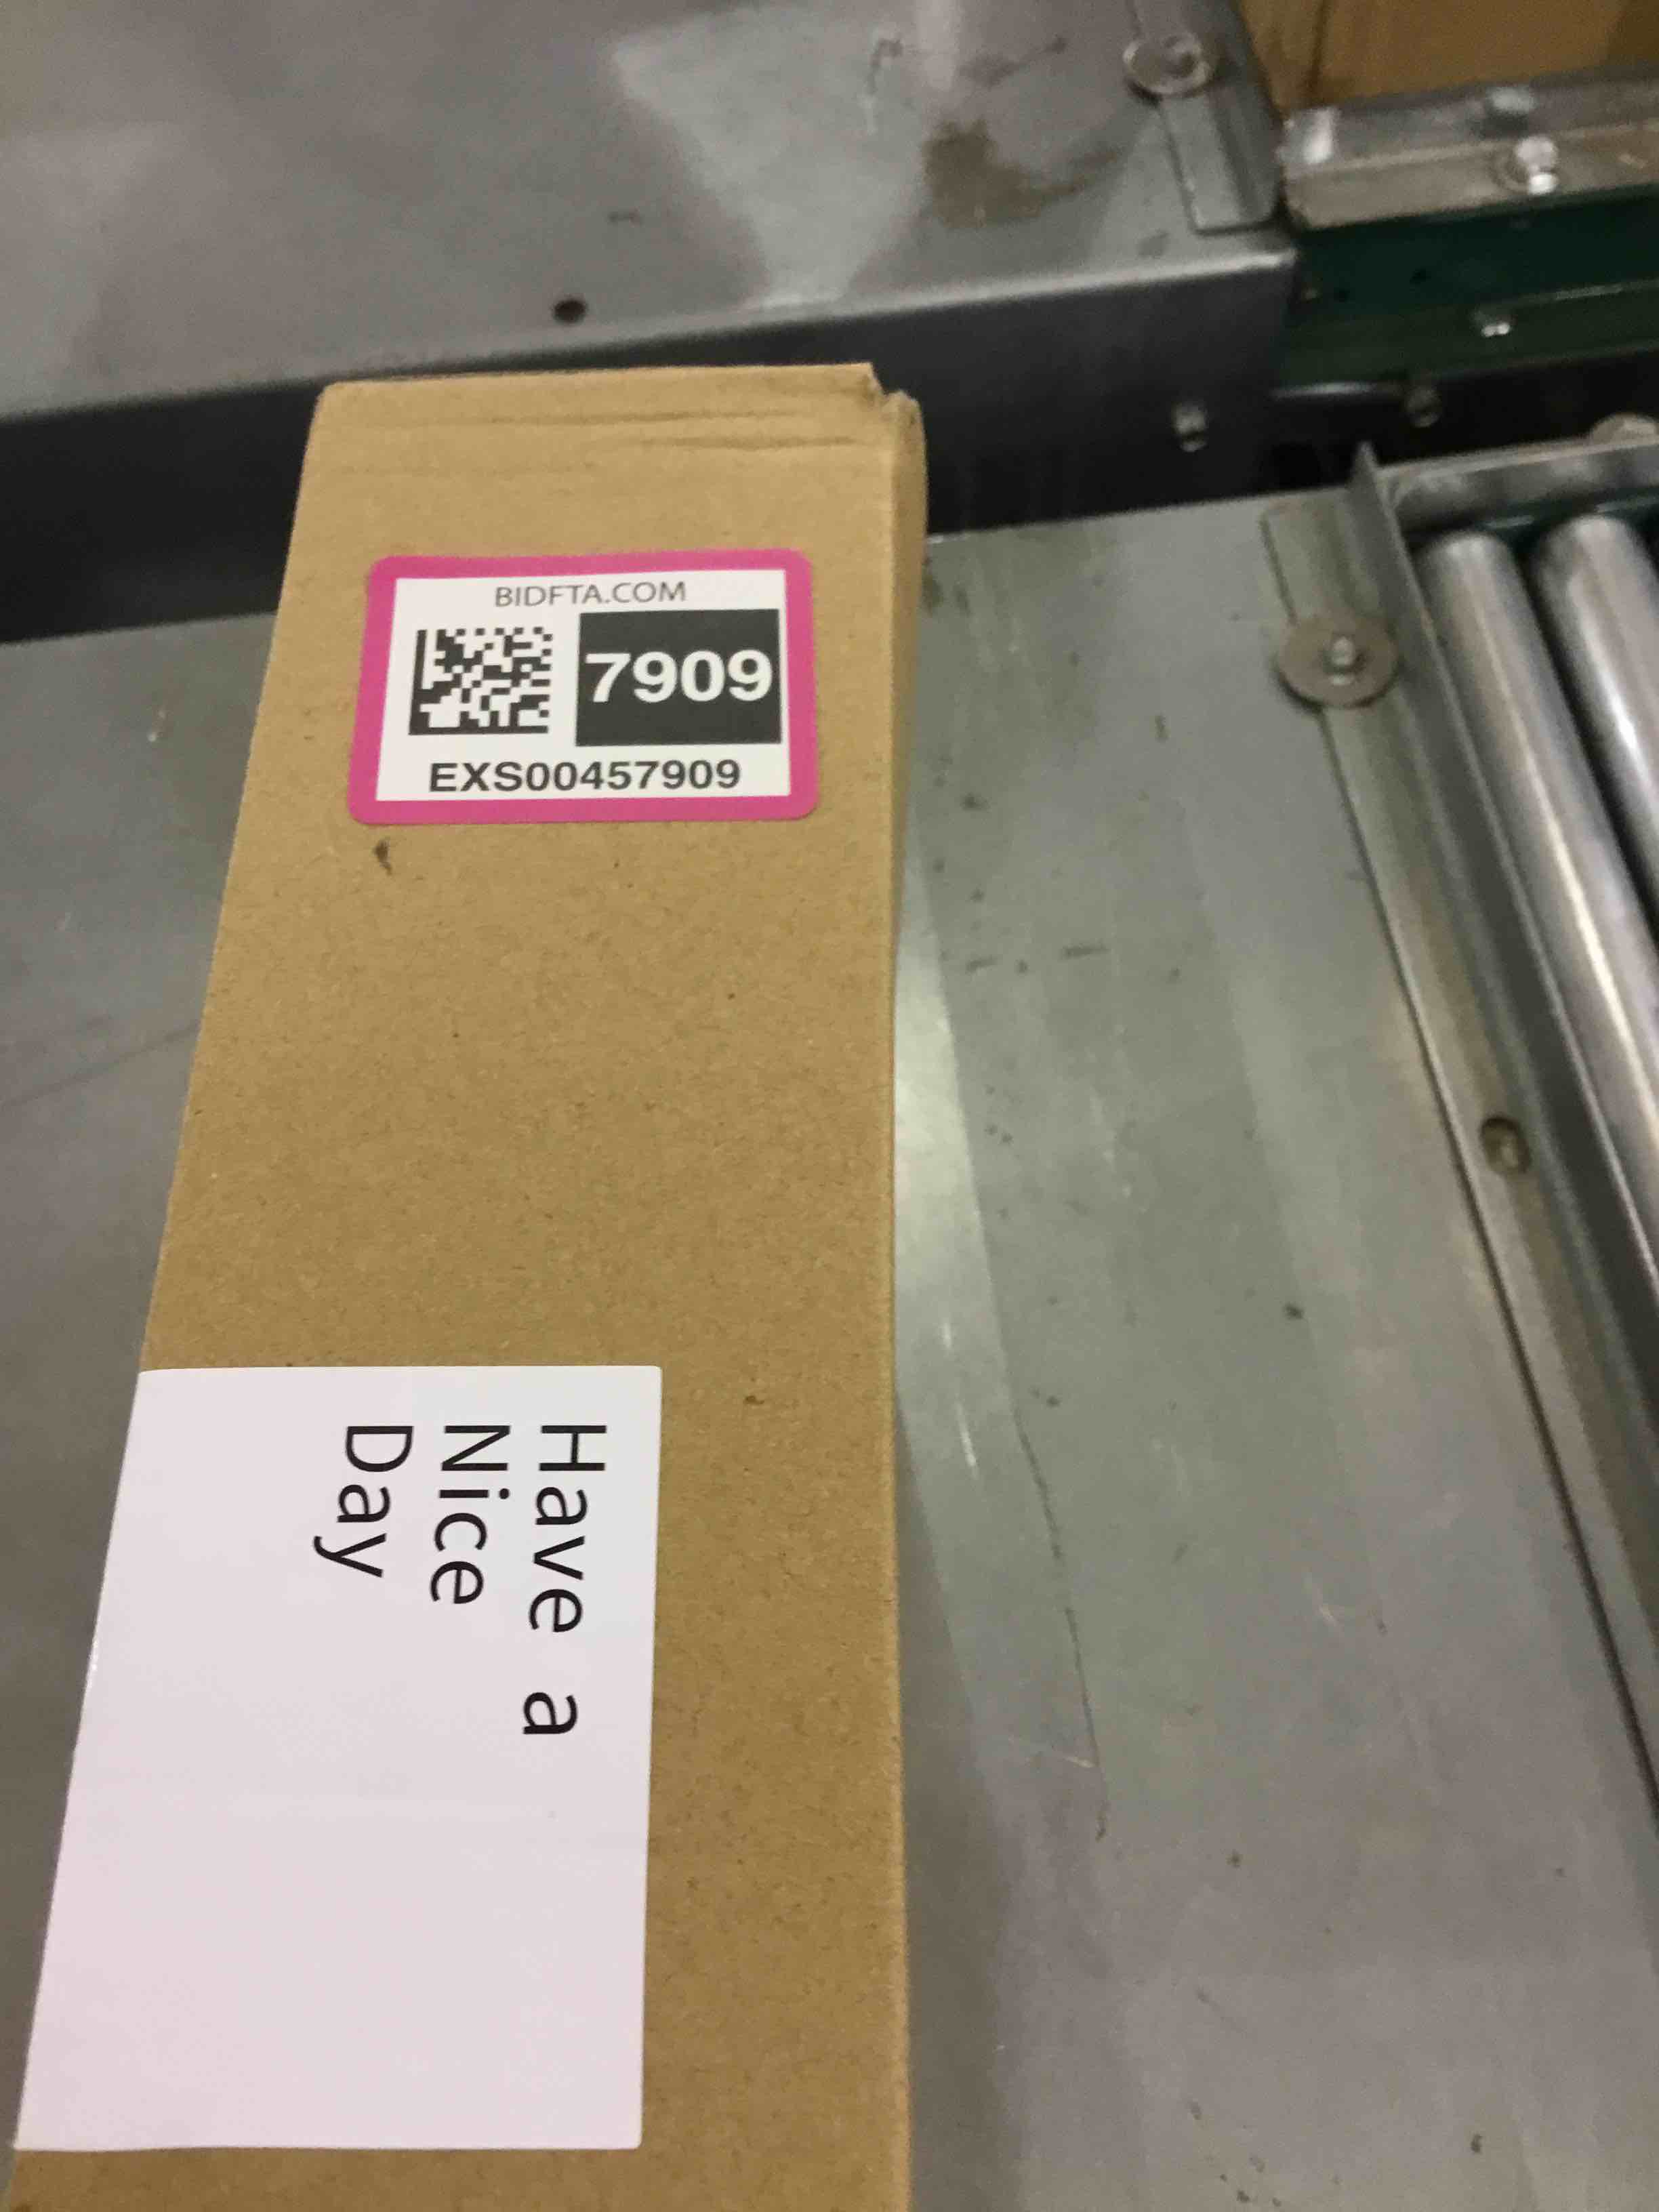 BIDFTA.COM
7909
EXS00457909
Have a
Nice
Day